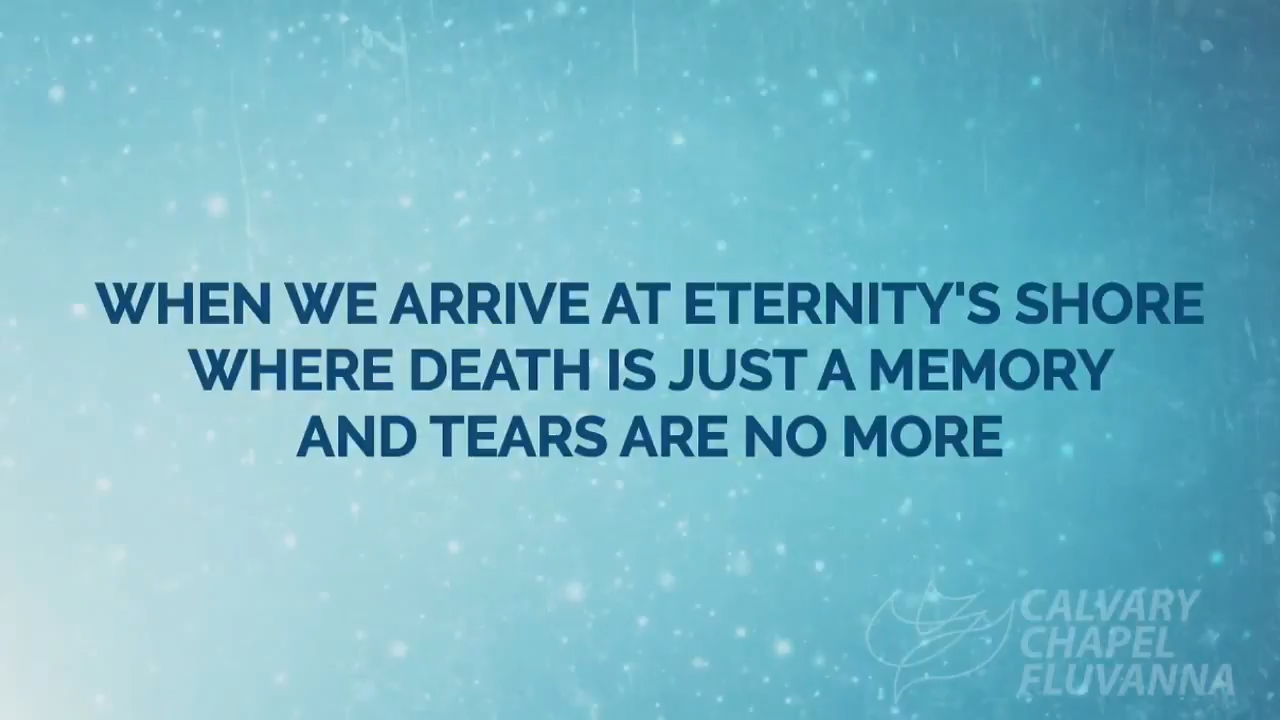 WHEN WE ARRIVE AT ETERNITY'S SHORE
WHERE DEATH IS JUST A MEMORY
AND TEARS ARE NO MORE
CALVARY
CHAPEL
FLUVANNA